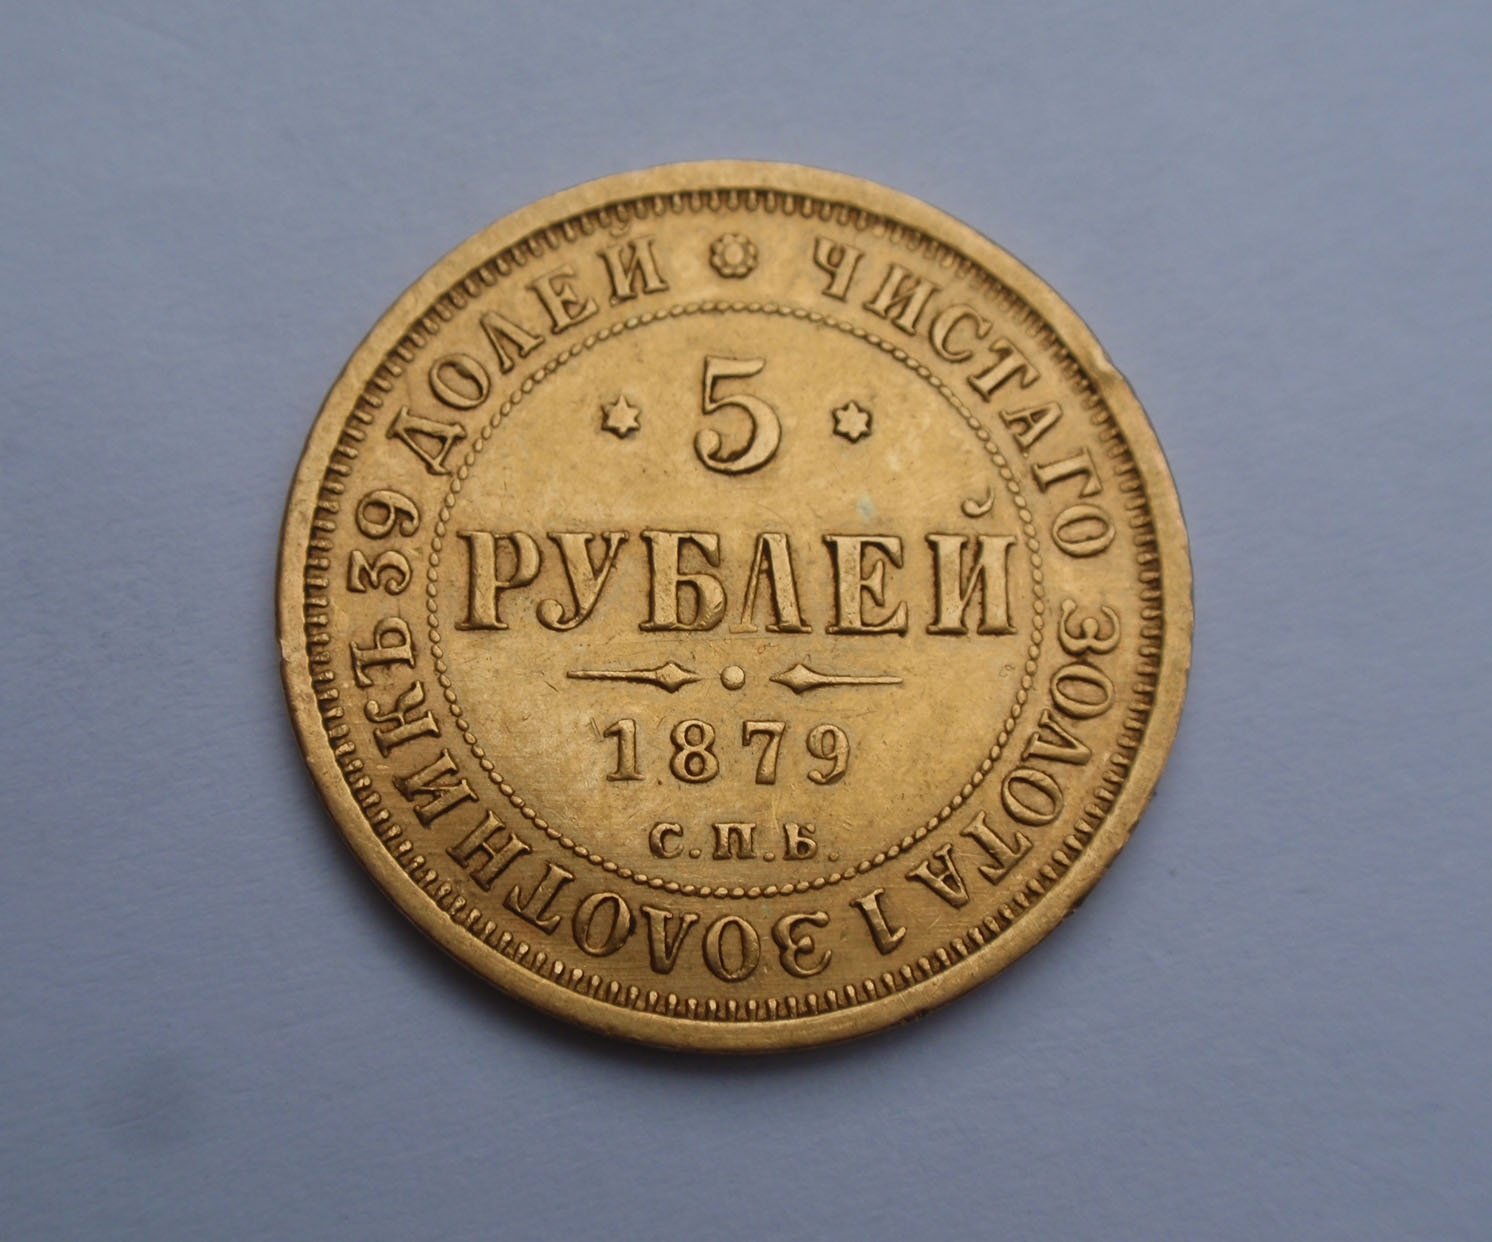 ЧИСТАГО ЗОЛОТА 1 ЗОЛОТНИКЪ 39 ДОЛЕЙ
5
РУБЛЕЙ
1879
С.П.Б.